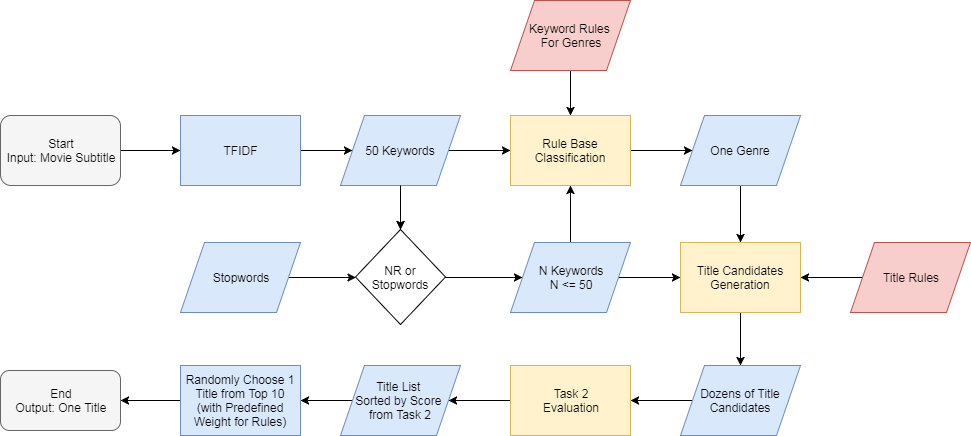 Keyword Rules
For Genres
Start
Input: Movie Subtitle
TFIDF
50 Keywords
Rule Base
Classification
One Genre
Stopwords
NR or
Stopwords
N Keywords
N <= 50
Title Candidates
Generation
Title Rules
End
Output: One Title
Randomly Choose 1
Title from Top 10
(with Predefined
Weight for Rules)
Title List
Sorted by Score
from Task 2
Task 2
Evaluation
Dozens of Title
Candidates